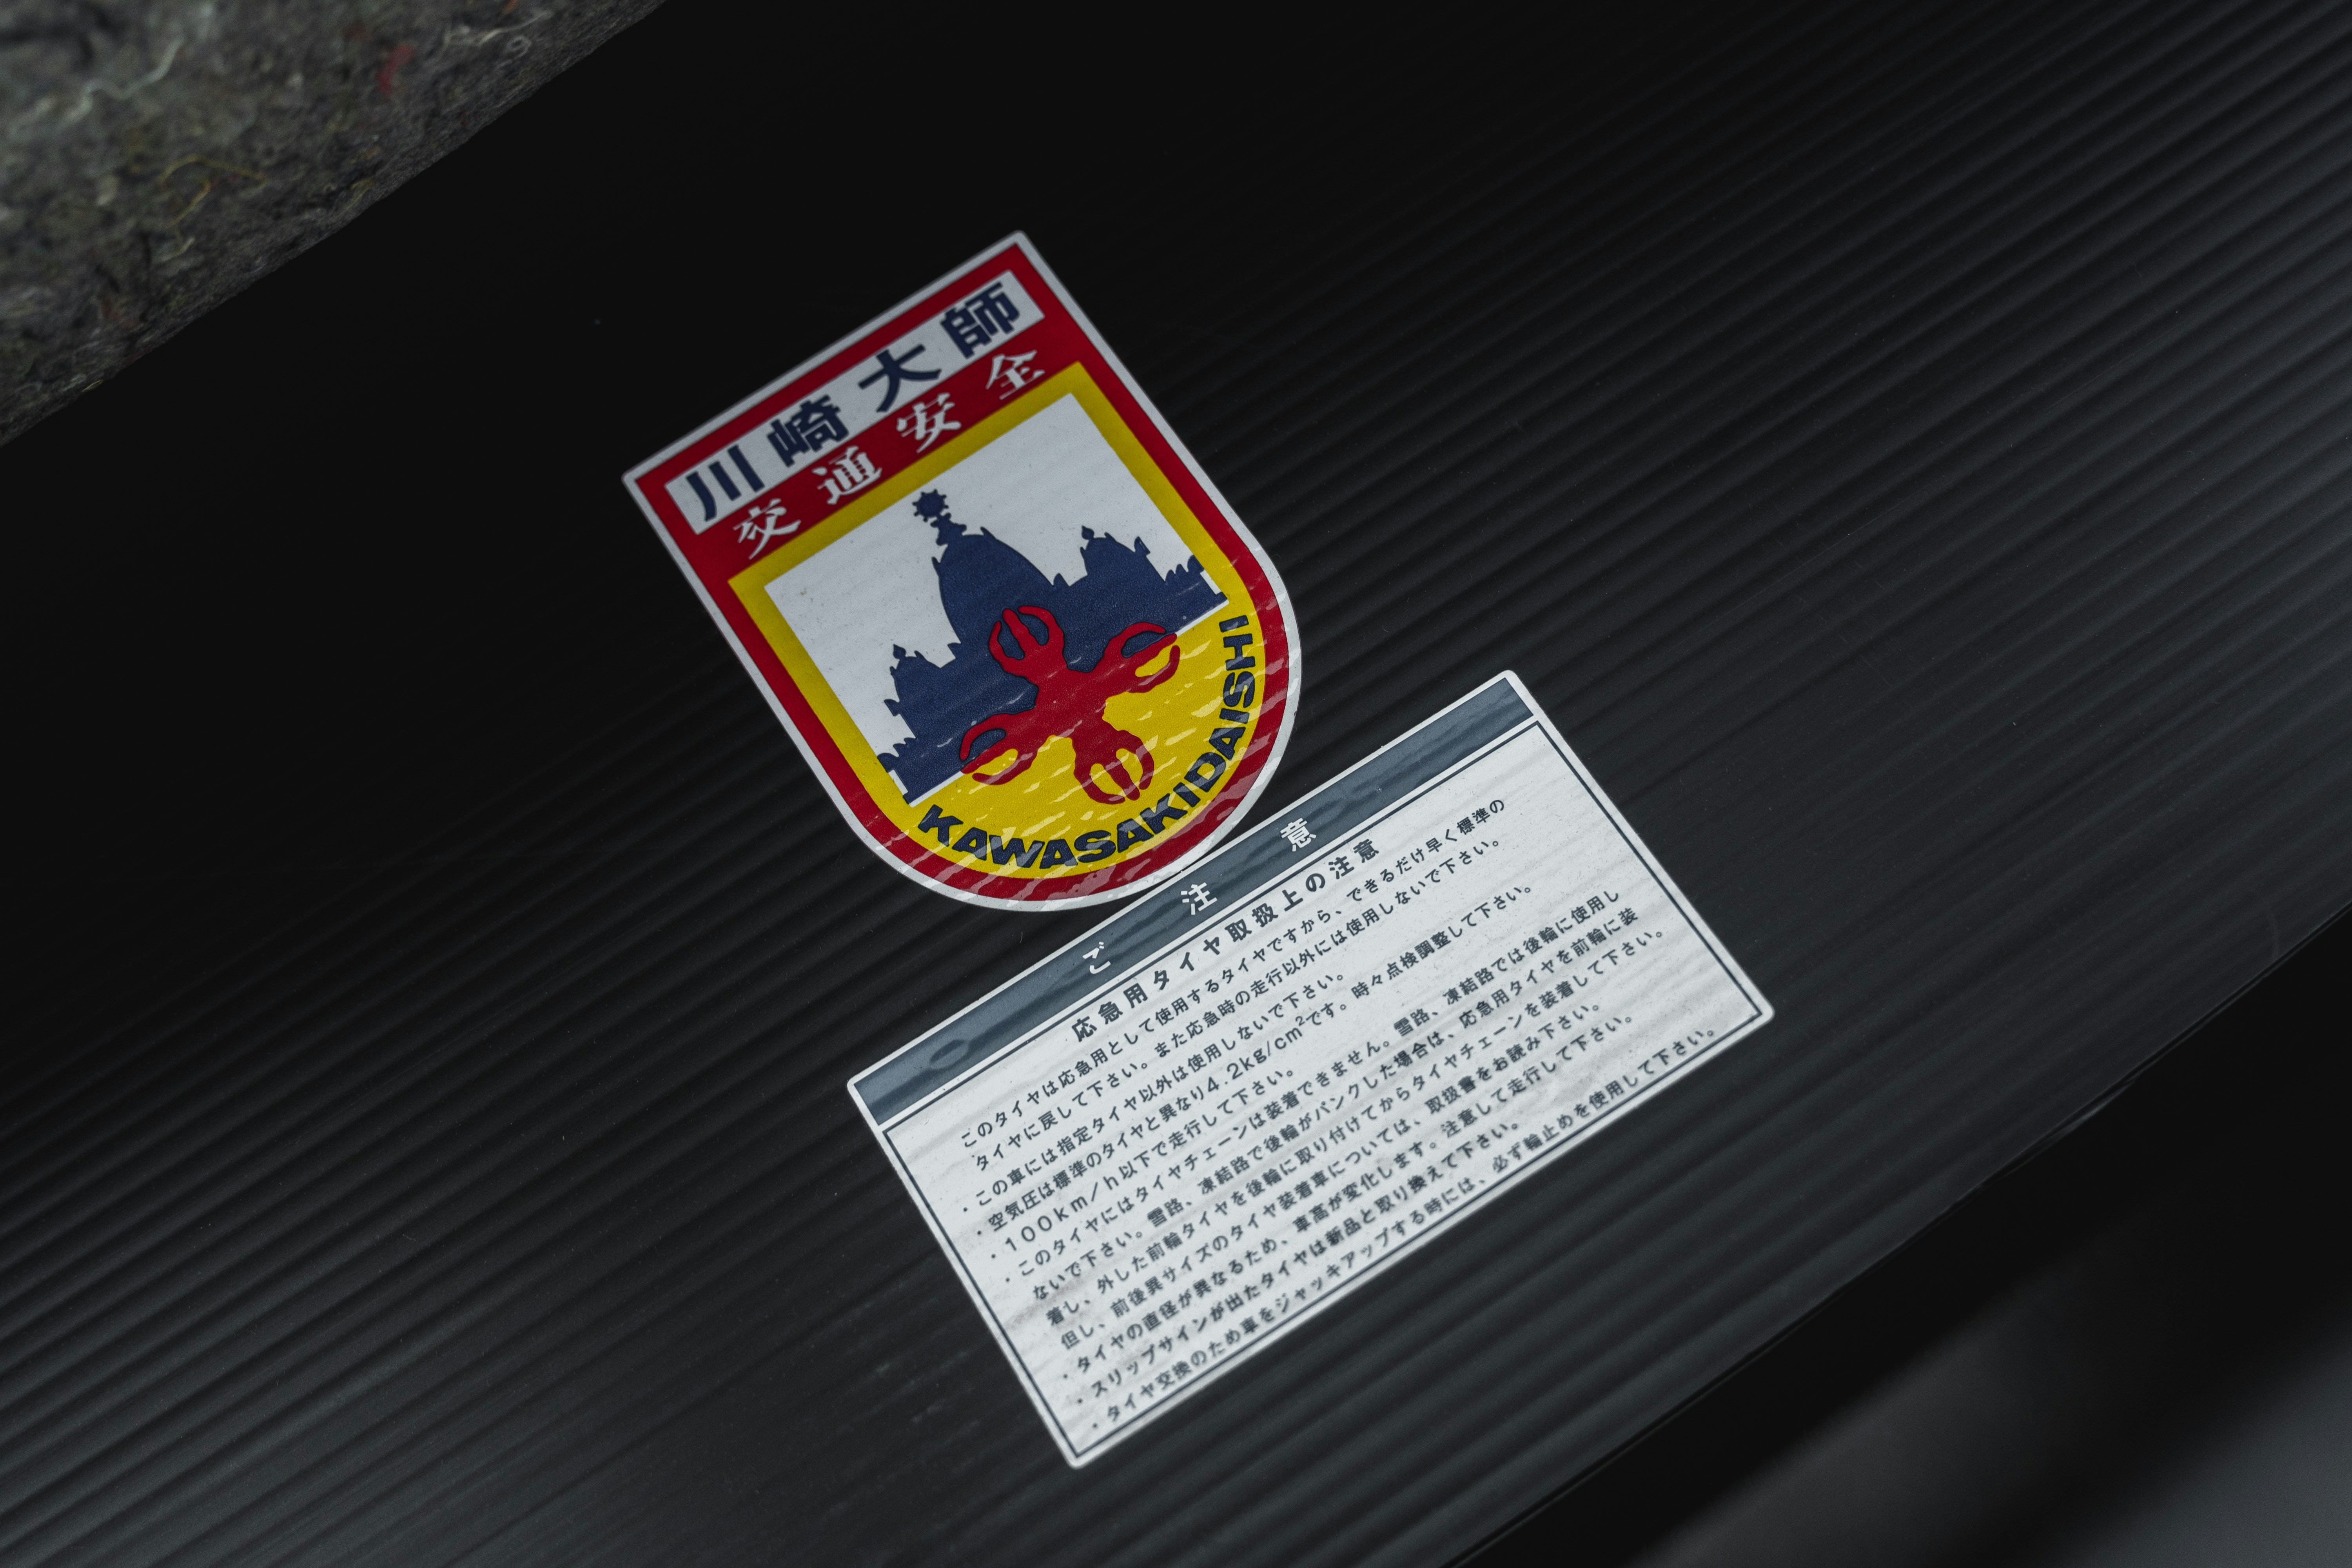 川崎大師
交通安全
KAWASAKIDAISHI
ご注意
応急用タイヤ取扱上の注意
このタイヤは応急用として使用するタイヤですから、できるだけ早く標準の
タイヤに戻して下さい。また応急時の走行以外には使用しないで下さい。
・この車には指定タイヤ以外は使用しないで下さい。
・空気圧は標準のタイヤと異なり4.2kg/cm²です。時々点検調整して下さい。
・100km/h以下で走行して下さい。
・このタイヤにはタイヤチェーンは装着できません。雪路、凍結路では後輪に使用し
ないで下さい。雪路、凍結路で後輪がパンクした場合は、応急用タイヤを前輪に装
着し、外した前輪タイヤを後輪に取り付けてからタイヤチェーンを装着して下さい。
但し、前後異サイズのタイヤ装着車については、取扱書をお読み下さい。
・タイヤの直径が異なるため、車高が変化します。注意して走行して下さい。
・スリップサインが出たタイヤは新品と取り換えて下さい。
・タイヤ交換のため車をジャッキアップする時には、必ず輪止めを使用して下さい。